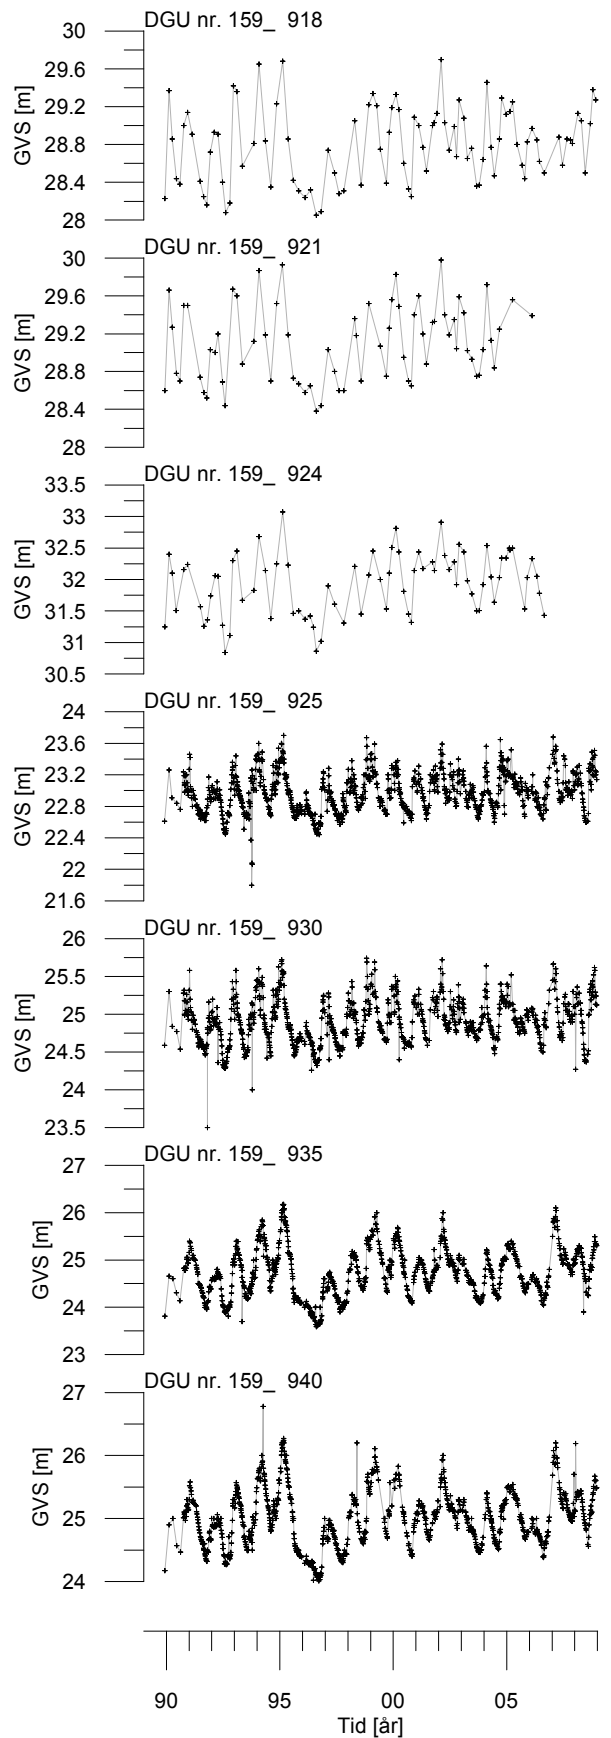 DGU nr. 159_ 918
GVS [m]
30
29.6
29.2
28.8
28.4
28
DGU nr. 159_ 921
GVS [m]
30
29.6
29.2
28.8
28.4
28
DGU nr. 159_ 924
GVS [m]
33.5
33
32.5
32
31.5
31
30.5
DGU nr. 159_ 925
GVS [m]
24
23.6
23.2
22.8
22.4
22
21.6
DGU nr. 159_ 930
GVS [m]
26
25.5
25
24.5
24
23.5
DGU nr. 159_ 935
GVS [m]
27
26
25
24
23
DGU nr. 159_ 940
GVS [m]
27
26
25
24
90 95 00 05
Tid [år]